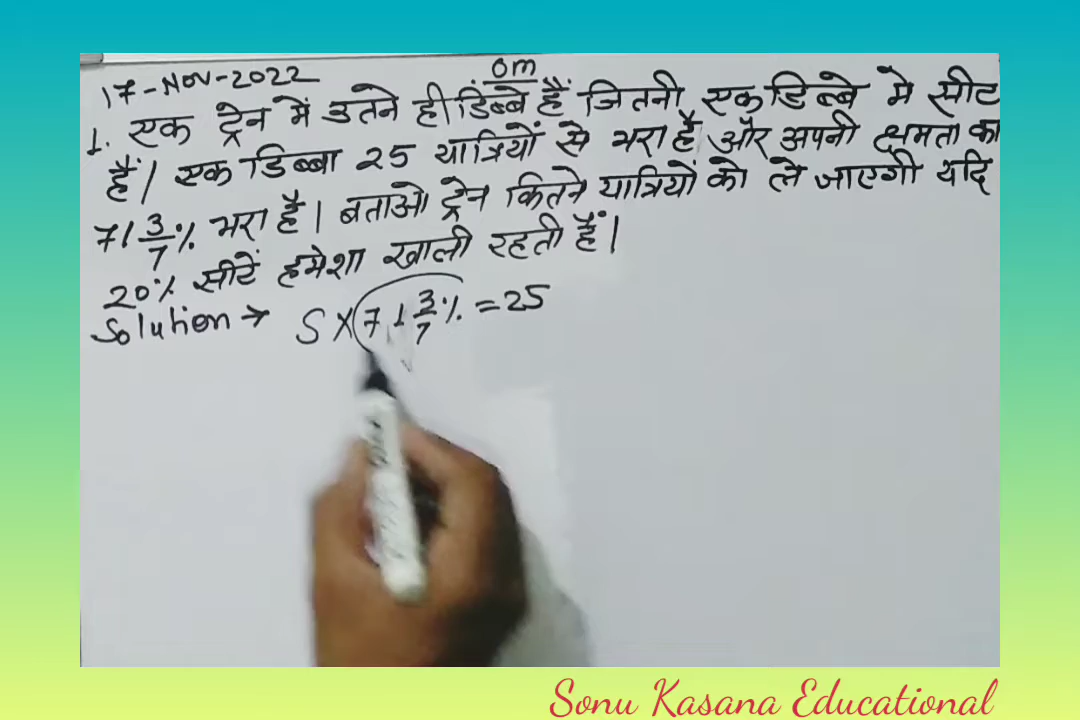 17-Nov-2022
om
1. एक ट्रेन में उतने ही डिब्बे हैं जितनी एक डिब्बे मे सीट
हैं। एक डिब्बा 25 यात्रियों से भरा है और अपनी क्षमता का
71 3/7 % भरा है। बताओ ट्रेन कितने यात्रियों को ले जाएगी यदि
20% सीटें हमेशा खाली रहती हैं।
Solution → S × 71 3/7 % = 25
Sonu Kasana Educational